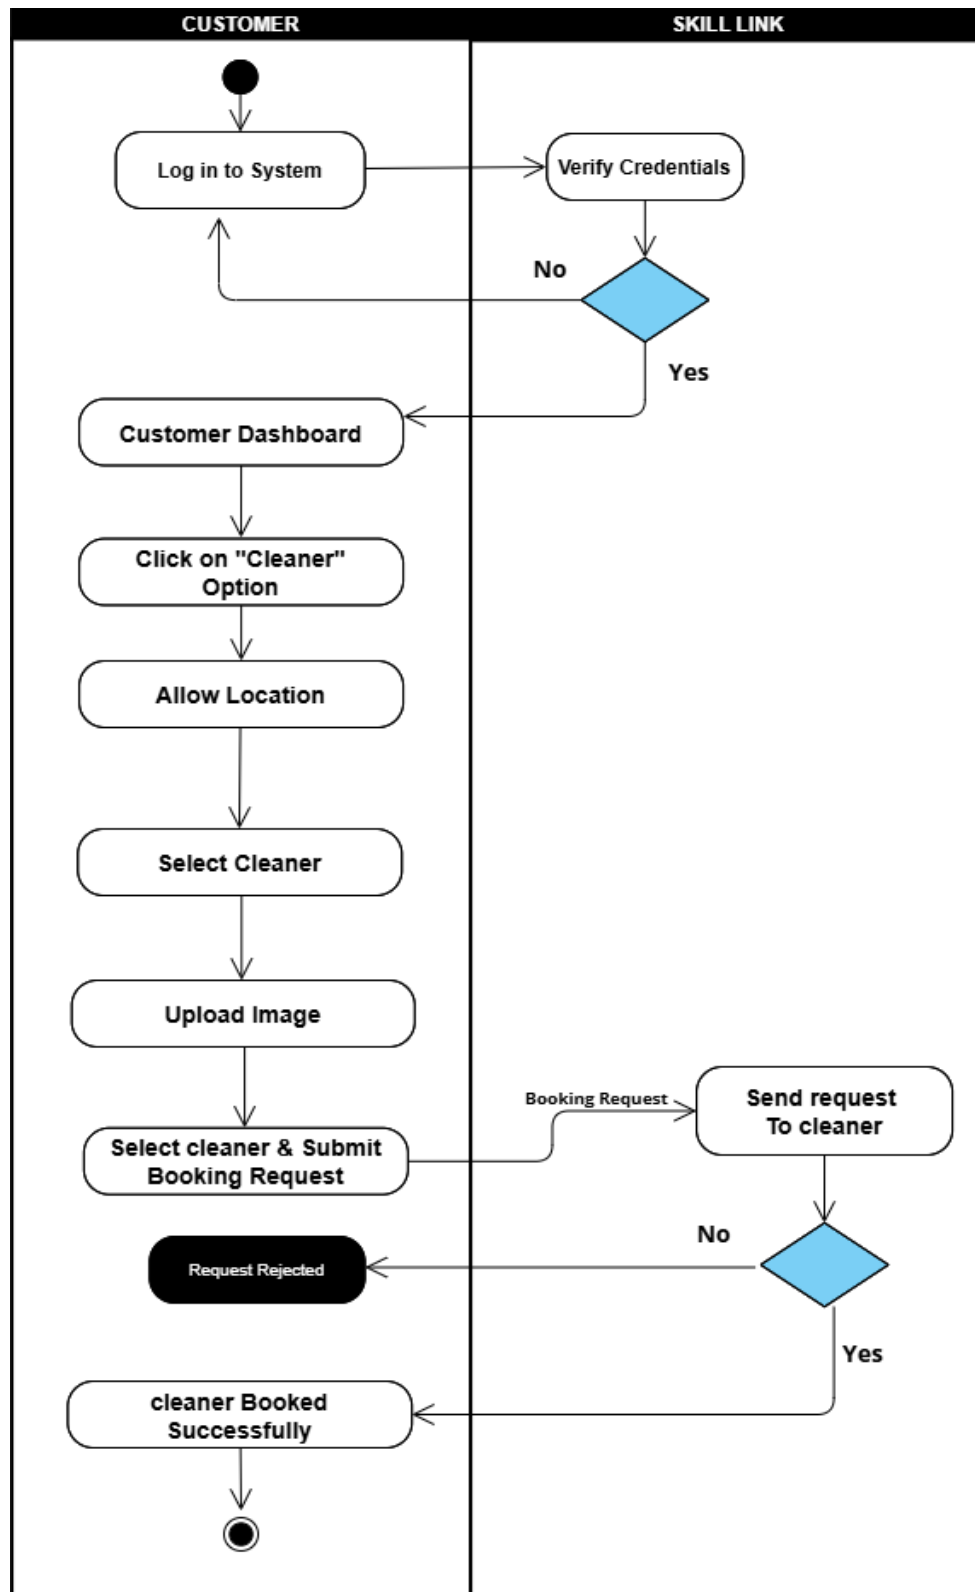 CUSTOMER
SKILL LINK
Log in to System
Verify Credentials
No
Yes
Customer Dashboard
Click on "Cleaner"
Option
Allow Location
Select Cleaner
Upload Image
Booking Request
Send request
To cleaner
Select cleaner & Submit
Booking Request
No
Request Rejected
Yes
cleaner Booked
Successfully